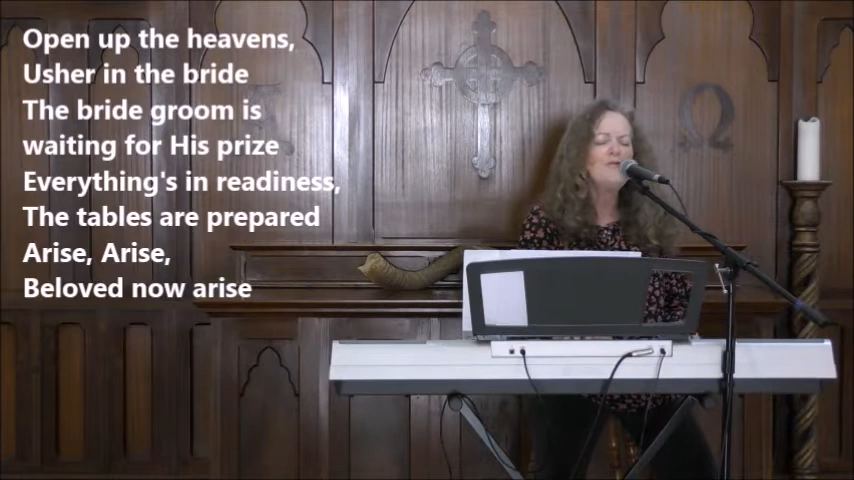 Open up the heavens,
Usher in the bride
The bride groom is
waiting for His prize
Everything's in readiness,
The tables are prepared
Arise, Arise,
Beloved now arise
Ω